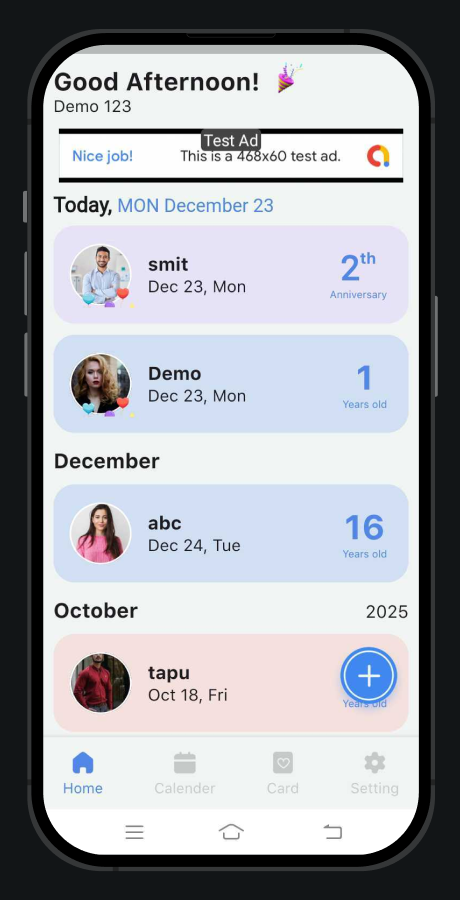 Good Afternoon!
Demo 123
Test Ad
Nice job! This is a 468x60 test ad.
Today, MON December 23
smit
Dec 23, Mon
2th
Anniversary
Demo
Dec 23, Mon
1
Years old
December
abc
Dec 24, Tue
16
Years old
October 2025
tapu
Oct 18, Fri
Years old
Home Calender Card Setting